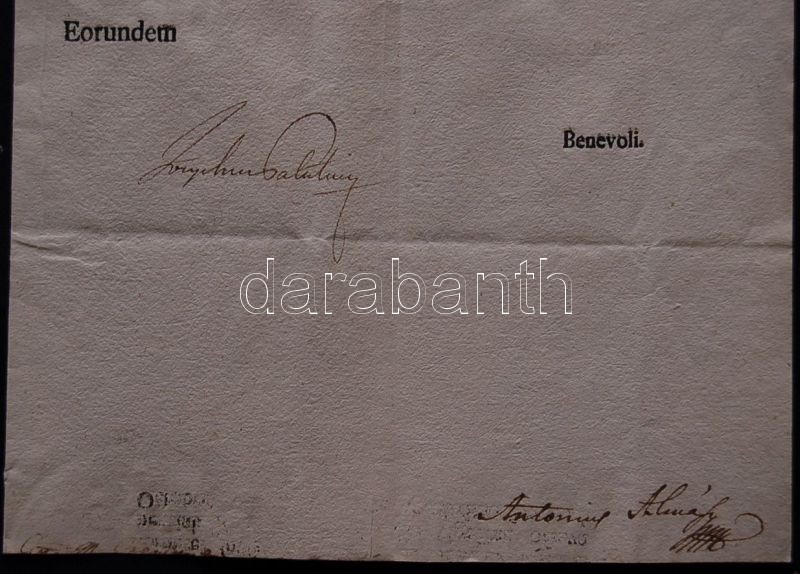 Eorundem
Josephus Palatinus
Benevoli.
darabanth
Antonius Almásy